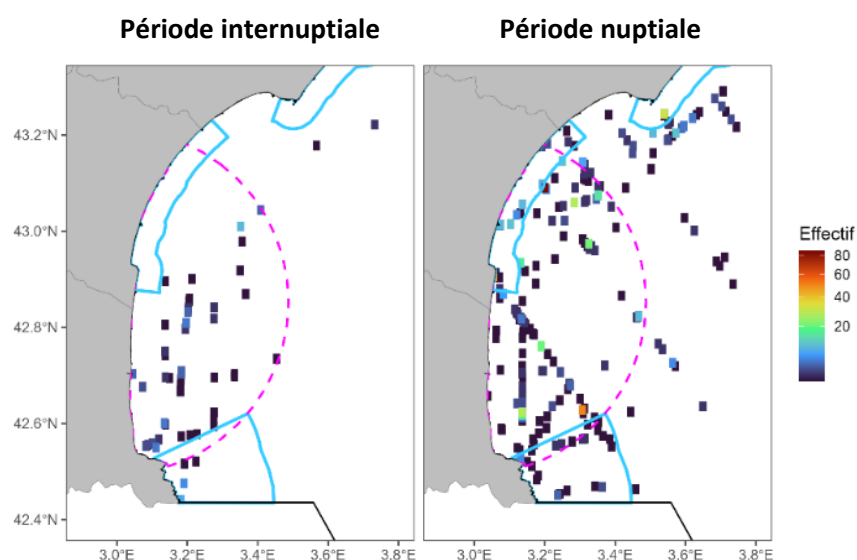 Période internuptiale Période nuptiale
43.2°N
43.0°N
42.8°N
42.6°N
42.4°N
3.0°E 3.2°E 3.4°E 3.6°E 3.8°E 3.0°E 3.2°E 3.4°E 3.6°E 3.8°E
Effectif
80
60
40
20